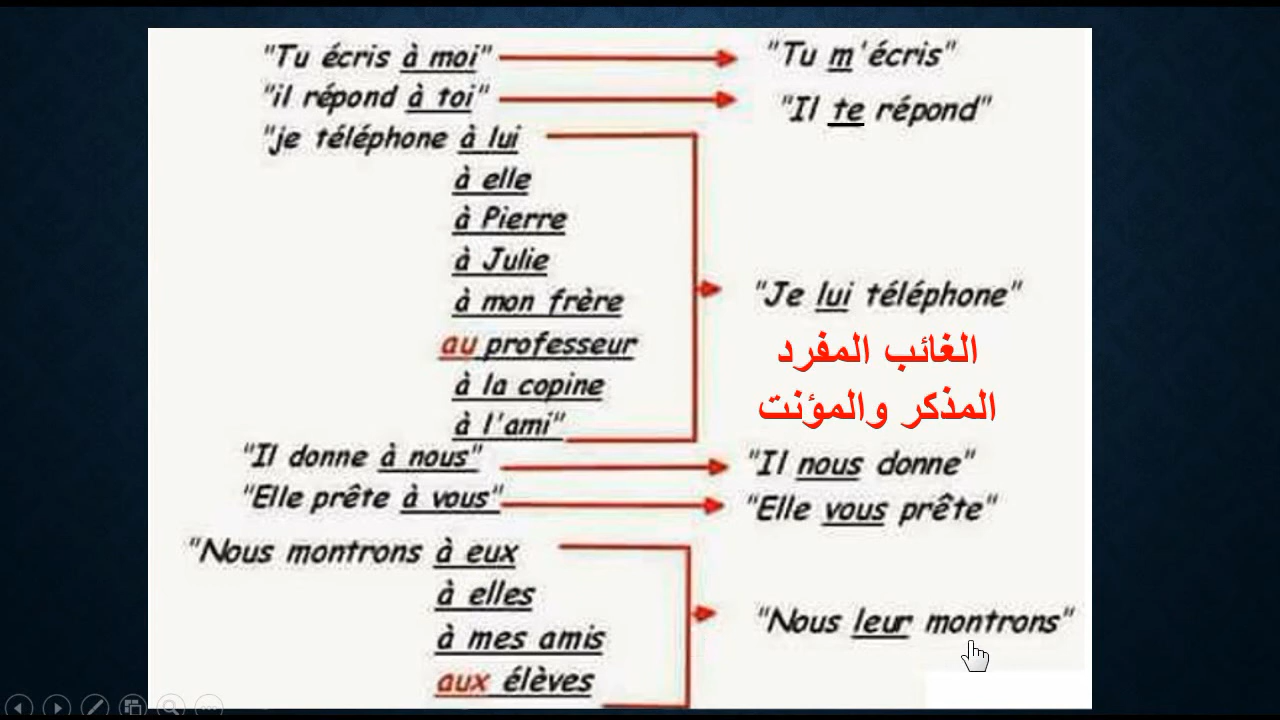 "Tu écris à moi" "Tu m'écris"
"il répond à toi" "Il te répond"
"je téléphone à lui
à elle
à Pierre
à Julie
à mon frère
au professeur
à la copine
à l'ami"
"Je lui téléphone"
الغائب المفرد
المذكر والمؤنت
"Il donne à nous" "Il nous donne"
"Elle prête à vous" "Elle vous prête"
"Nous montrons à eux
à elles
à mes amis
aux élèves
"Nous leur montrons"